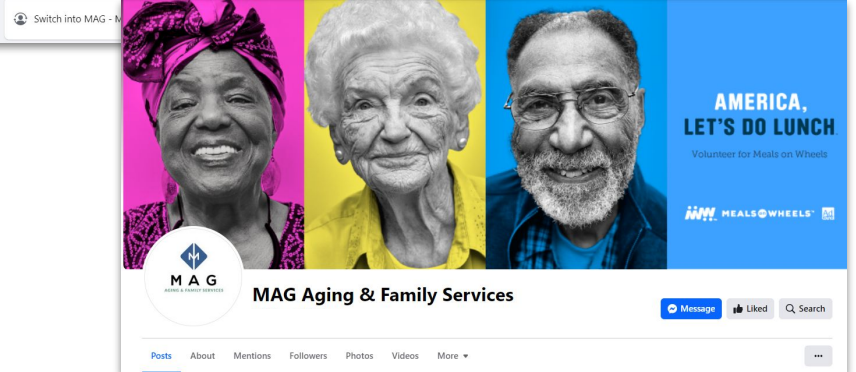 Switch into MAG - M
AMERICA,
LET'S DO LUNCH
Volunteer for Meals on Wheels
MEALS ON WHEELS
Ad
M A G
AGING & FAMILY SERVICES
MAG Aging & Family Services
Message
Liked
Search
Posts About Mentions Followers Photos Videos More